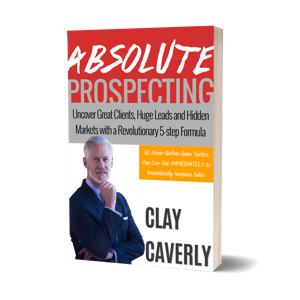 ABSOLUTE
PROSPECTING
Uncover Great Clients, Huge Leads and Hidden
Markets with a Revolutionary 5-step Formula
32 Never-Before-Seen Tactics
You Can Use IMMEDIATELY to
Dramatically Increase Sales
CLAY
CAVERLY